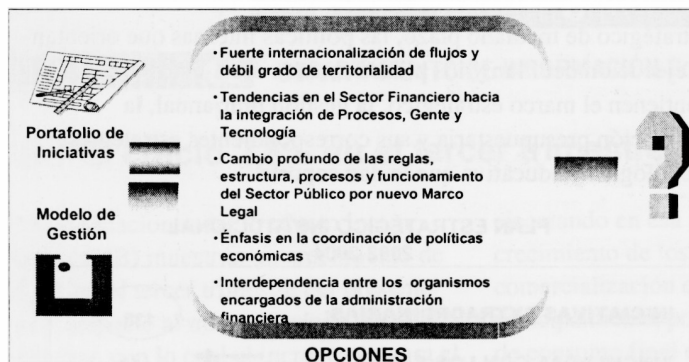 Portafolio de
Iniciativas
Modelo de
Gestión
•Fuerte internacionalización de flujos y
débil grado de territorialidad
•Apuestas en el Sector Financiero hacia
la integración de Procesos, Gente y
Tecnología
•Cambio profundo de las reglas,
estructura, procesos y funcionamiento
del Sector Público por nuevo Marco
Legal
•Énfasis en la coordinación de políticas
económicas
•Interdependencia entre los organismos
encargados de la administración
financiera
OPCIONES